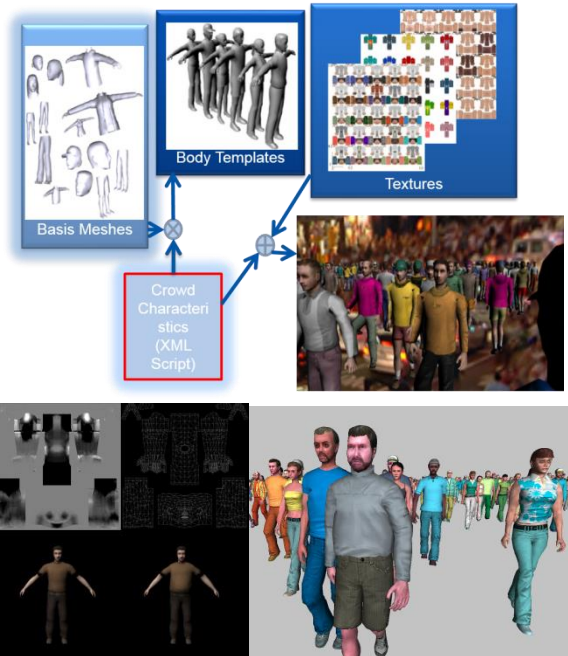 Body Templates
Textures
Basis Meshes
Crowd
Characteri
stics
(XML
Script)